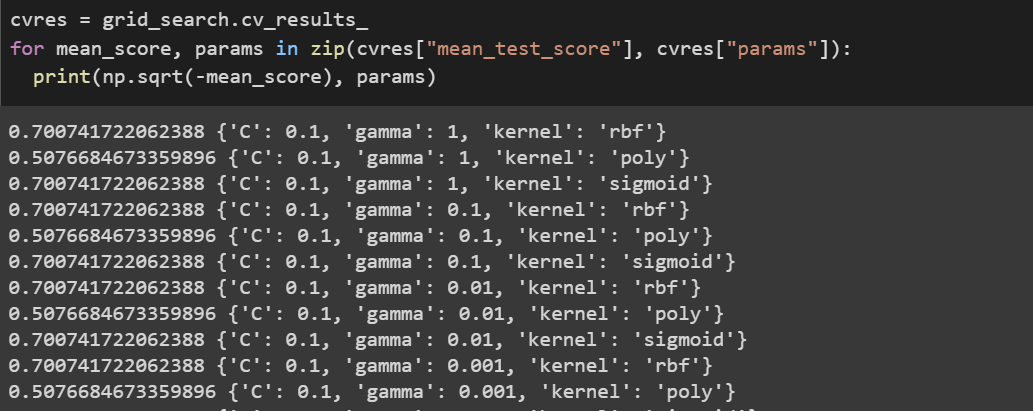 cvres = grid_search.cv_results_
for mean_score, params in zip(cvres["mean_test_score"], cvres["params"]):
  print(np.sqrt(-mean_score), params)
0.700741722062388 {'C': 0.1, 'gamma': 1, 'kernel': 'rbf'}
0.5076684673359896 {'C': 0.1, 'gamma': 1, 'kernel': 'poly'}
0.700741722062388 {'C': 0.1, 'gamma': 1, 'kernel': 'sigmoid'}
0.700741722062388 {'C': 0.1, 'gamma': 0.1, 'kernel': 'rbf'}
0.5076684673359896 {'C': 0.1, 'gamma': 0.1, 'kernel': 'poly'}
0.700741722062388 {'C': 0.1, 'gamma': 0.1, 'kernel': 'sigmoid'}
0.700741722062388 {'C': 0.1, 'gamma': 0.01, 'kernel': 'rbf'}
0.5076684673359896 {'C': 0.1, 'gamma': 0.01, 'kernel': 'poly'}
0.700741722062388 {'C': 0.1, 'gamma': 0.01, 'kernel': 'sigmoid'}
0.700741722062388 {'C': 0.1, 'gamma': 0.001, 'kernel': 'rbf'}
0.5076684673359896 {'C': 0.1, 'gamma': 0.001, 'kernel': 'poly'}